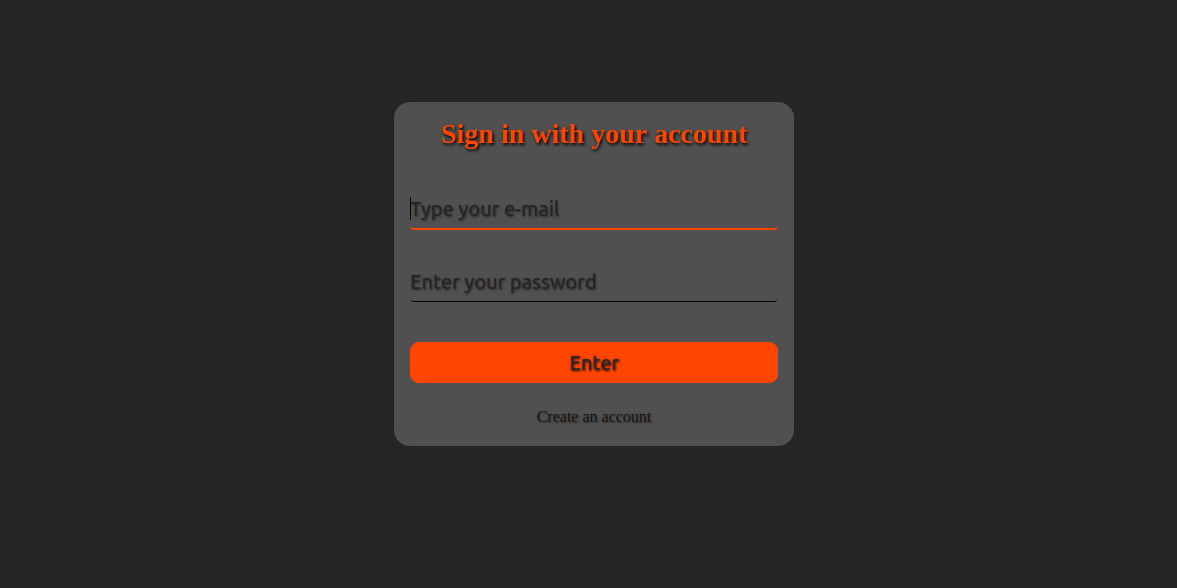 Sign in with your account
Type your e-mail
Enter your password
Enter
Create an account